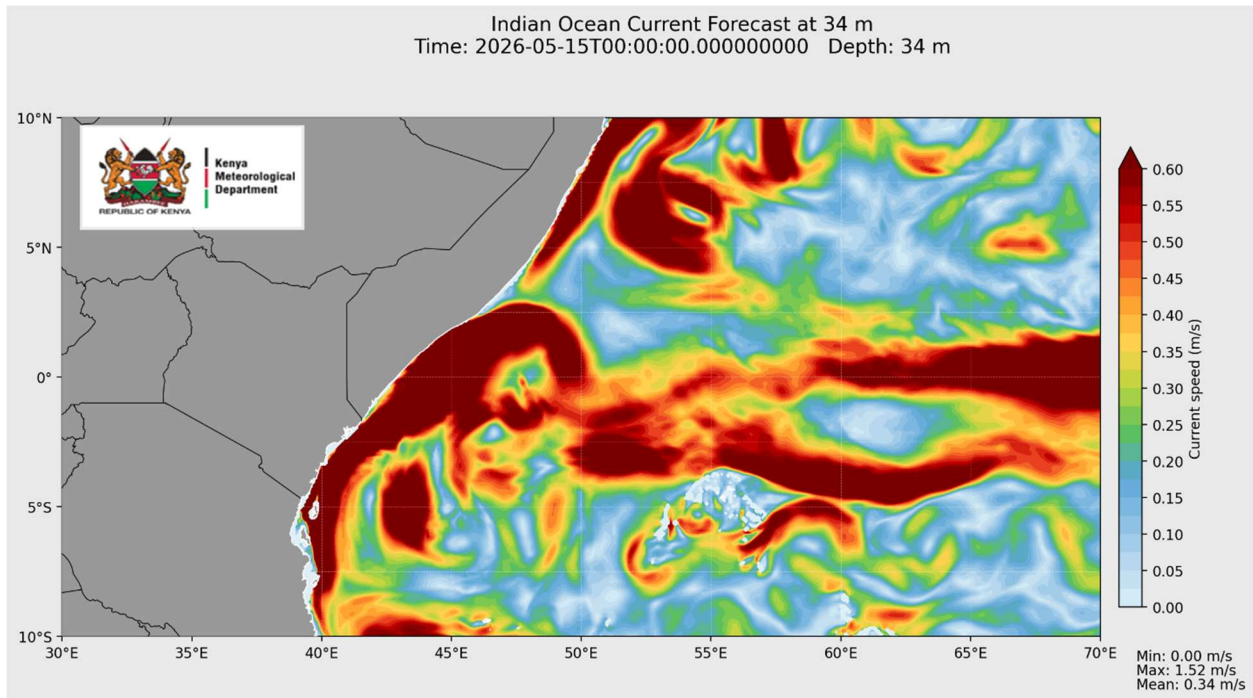 Indian Ocean Current Forecast at 34 m
Time: 2026-05-15T00:00:00.000000000 Depth: 34 m
10°N
5°N
0°
5°S
10°S
30°E
35°E
40°E
45°E
50°E
55°E
60°E
65°E
70°E
Kenya
Meteorological
Department
REPUBLIC OF KENYA
0.60
0.55
0.50
0.45
0.40
0.35
0.30
0.25
0.20
0.15
0.10
0.05
0.00
Current speed (m/s)
Min: 0.00 m/s
Max: 1.52 m/s
Mean: 0.34 m/s